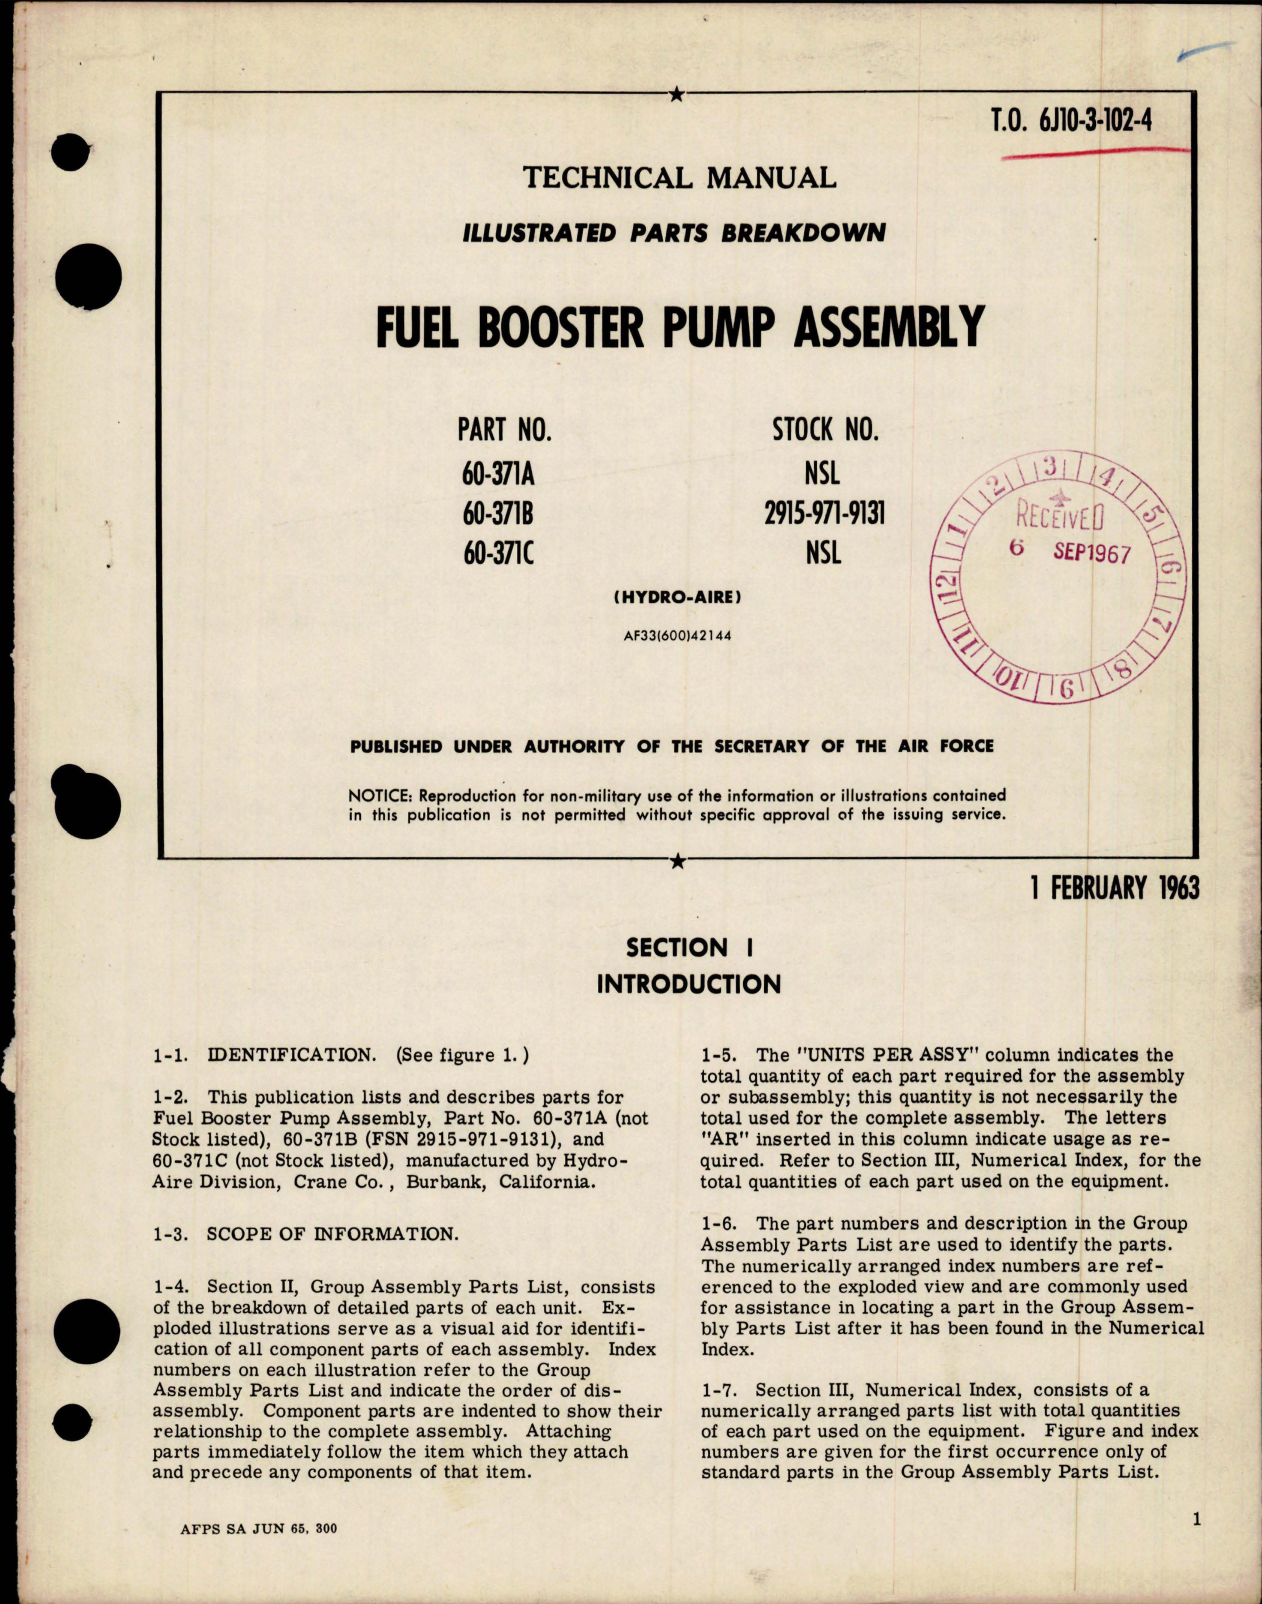 T.O. 6J10-3-102-4
TECHNICAL MANUAL
ILLUSTRATED PARTS BREAKDOWN
FUEL BOOSTER PUMP ASSEMBLY
PART NO. STOCK NO.
60-371A NSL
60-371B 2915-971-9131
60-371C NSL
(HYDRO-AIRE)
AF33(600)42144
1 2 3 4 5 6 7 8 9 10 11 12
RECEIVED
6 SEP1967
PUBLISHED UNDER AUTHORITY OF THE SECRETARY OF THE AIR FORCE
NOTICE: Reproduction for non-military use of the information or illustrations contained
in this publication is not permitted without specific approval of the issuing service.
1 FEBRUARY 1963
SECTION I
INTRODUCTION
1-1. IDENTIFICATION. (See figure 1.)
1-2. This publication lists and describes parts for
Fuel Booster Pump Assembly, Part No. 60-371A (not
Stock listed), 60-371B (FSN 2915-971-9131), and
60-371C (not Stock listed), manufactured by Hydro-
Aire Division, Crane Co., Burbank, California.
1-3. SCOPE OF INFORMATION.
1-4. Section II, Group Assembly Parts List, consists
of the breakdown of detailed parts of each unit. Ex-
ploded illustrations serve as a visual aid for identifi-
cation of all component parts of each assembly. Index
numbers on each illustration refer to the Group
Assembly Parts List and indicate the order of dis-
assembly. Component parts are indented to show their
relationship to the complete assembly. Attaching
parts immediately follow the item which they attach
and precede any components of that item.
1-5. The "UNITS PER ASSY" column indicates the
total quantity of each part required for the assembly
or subassembly; this quantity is not necessarily the
total used for the complete assembly. The letters
"AR" inserted in this column indicate usage as re-
quired. Refer to Section III, Numerical Index, for the
total quantities of each part used on the equipment.
1-6. The part numbers and description in the Group
Assembly Parts List are used to identify the parts.
The numerically arranged index numbers are ref-
erenced to the exploded view and are commonly used
for assistance in locating a part in the Group Assem-
bly Parts List after it has been found in the Numerical
Index.
1-7. Section III, Numerical Index, consists of a
numerically arranged parts list with total quantities
of each part used on the equipment. Figure and index
numbers are given for the first occurrence only of
standard parts in the Group Assembly Parts List.
AFPS SA JUN 65, 300
1